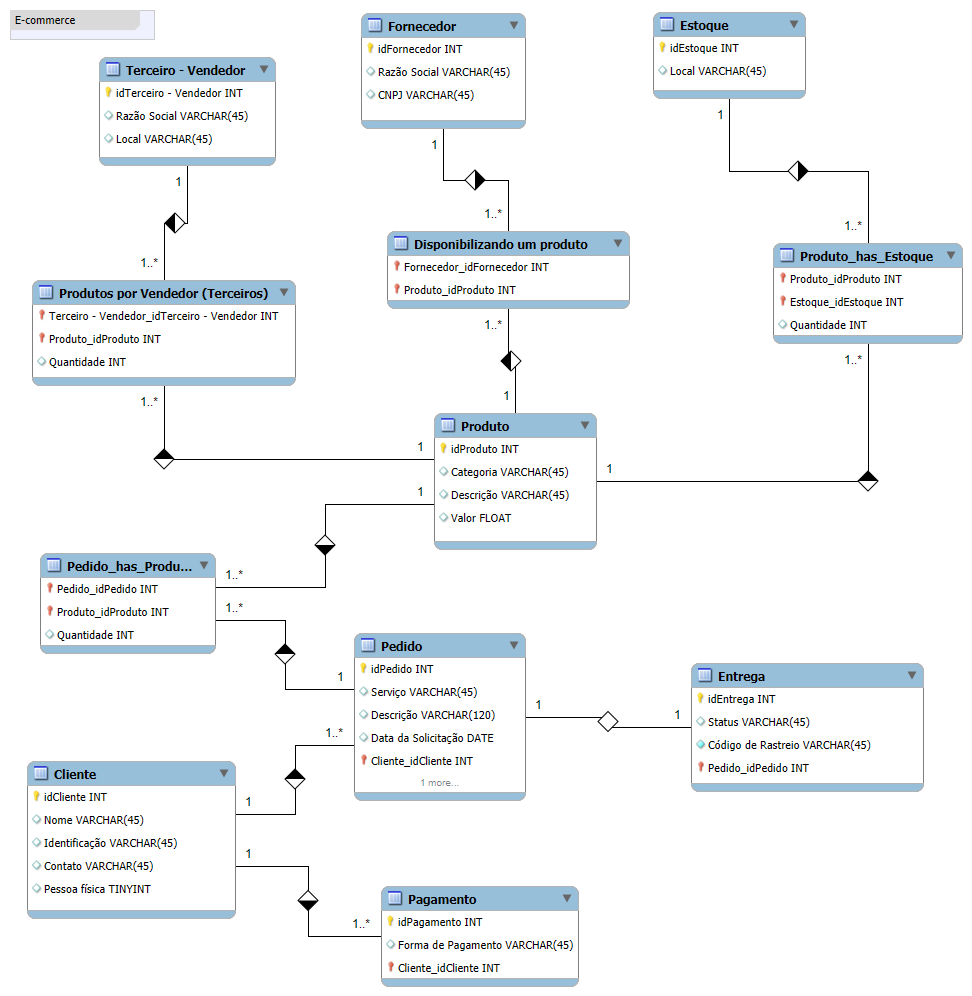 E-commerce
Fornecedor
idFornecedor INT
Razão Social VARCHAR(45)
CNPJ VARCHAR(45)
Estoque
idEstoque INT
Local VARCHAR(45)
Terceiro - Vendedor
idTerceiro - Vendedor INT
Razão Social VARCHAR(45)
Local VARCHAR(45)
1
1
1
1..*
1..*
1..*
Disponibilizando um produto
Fornecedor_idFornecedor INT
Produto_idProduto INT
Produto_has_Estoque
Produto_idProduto INT
Estoque_idEstoque INT
Quantidade INT
Produtos por Vendedor (Terceiros)
Terceiro - Vendedor_idTerceiro - Vendedor INT
Produto_idProduto INT
Quantidade INT
1..*
1..*
1..*
1
1
1
1
Produto
idProduto INT
Categoria VARCHAR(45)
Descrição VARCHAR(45)
Valor FLOAT
Pedido_has_Produ...
Pedido_idPedido INT
Produto_idProduto INT
Quantidade INT
1..*
1..*
1
Pedido
idPedido INT
Serviço VARCHAR(45)
Descrição VARCHAR(120)
Data da Solicitação DATE
Cliente_idCliente INT
1 more...
1
1
Entrega
idEntrega INT
Status VARCHAR(45)
Código de Rastreio VARCHAR(45)
Pedido_idPedido INT
1..*
1
Cliente
idCliente INT
Nome VARCHAR(45)
Identificação VARCHAR(45)
Contato VARCHAR(45)
Pessoa física TINYINT
1
1..*
Pagamento
idPagamento INT
Forma de Pagamento VARCHAR(45)
Cliente_idCliente INT